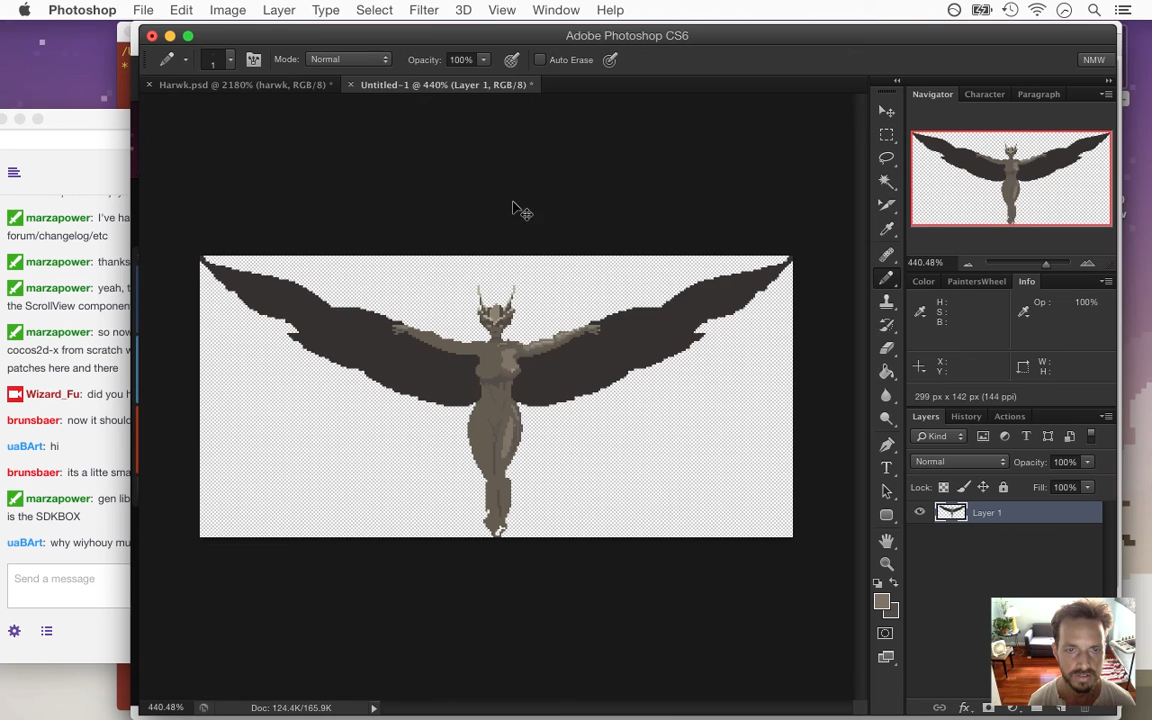 Photoshop File Edit Image Layer Type Select Filter 3D View Window Help
Adobe Photoshop CS6
1 Mode: Normal Opacity: 100% Auto Erase NMW
× Harwk.psd @ 2180% (harwk, RGB/8) * × Untitled-1 @ 440% (Layer 1, RGB/8) *
Navigator Character Paragraph
440.48%
Color PaintersWheel Info
H: Op: 100%
S:
B:
X: W:
Y: H:
299 px x 142 px (144 ppi)
Layers History Actions
Kind
Normal Opacity: 100%
Lock: Fill: 100%
Layer 1
440.48% Doc: 124.4K/165.9K
marzapower: I've ha
forum/changelog/etc
marzapower: thanks
marzapower: yeah, t
the ScrollView component
marzapower: so now
cocos2d-x from scratch w
patches here and there
Wizard_Fu: did you h
brunsbaer: now it should
uaBArt: hi
brunsbaer: its a litte sma
marzapower: gen lib
is the SDKBOX
uaBArt: why wiyhouy mu
Send a message